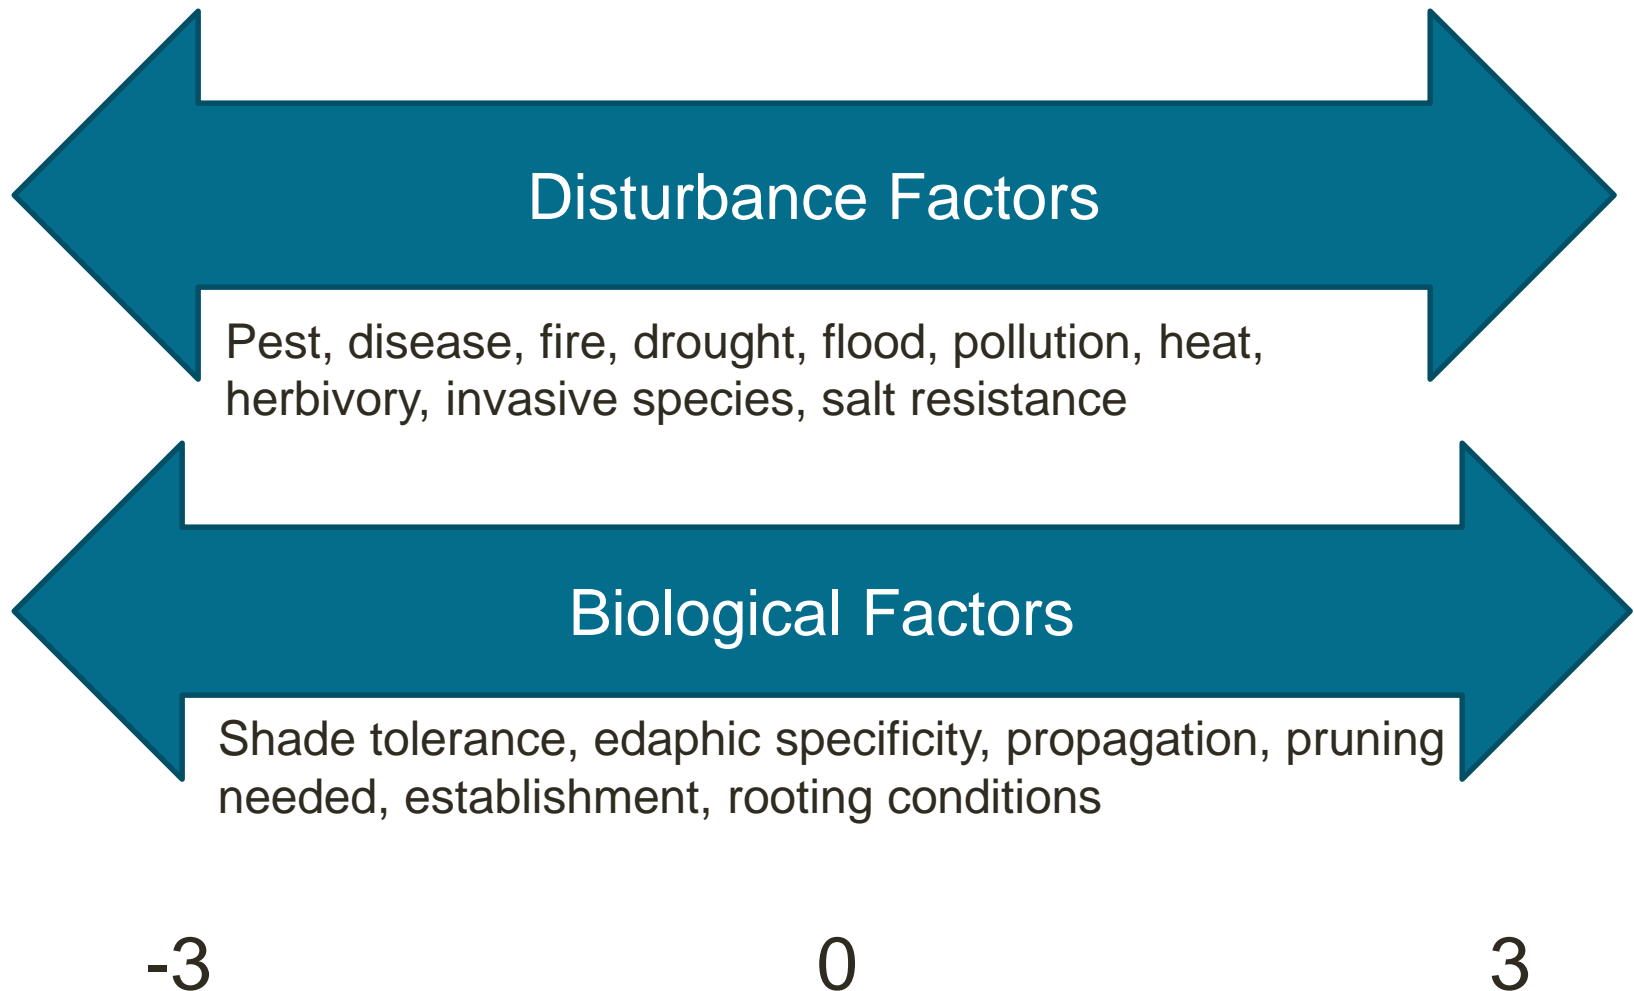 Disturbance Factors
Pest, disease, fire, drought, flood, pollution, heat,
herbivory, invasive species, salt resistance
Biological Factors
Shade tolerance, edaphic specificity, propagation, pruning
needed, establishment, rooting conditions
-3 0 3